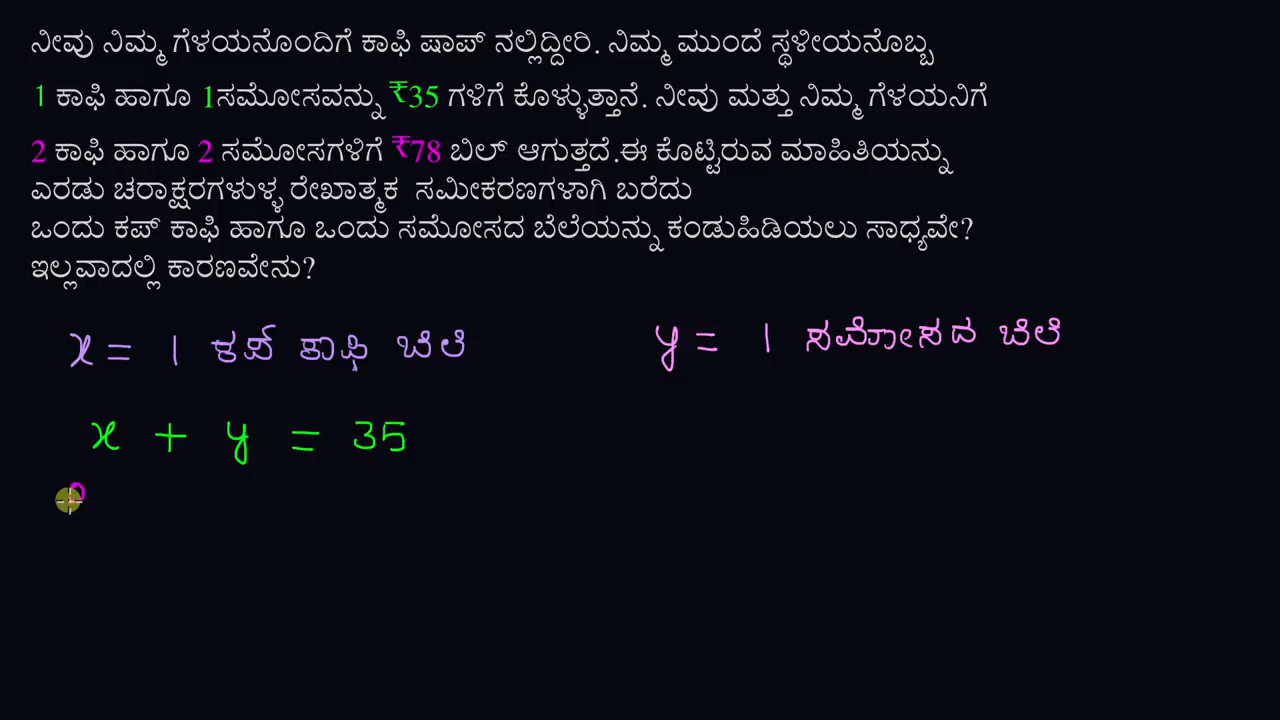 ನೀವು ನಿಮ್ಮ ಗೆಳಯನೊಂದಿಗೆ ಕಾಫಿ ಷಾಪ್ ನಲ್ಲಿದ್ದೀರಿ. ನಿಮ್ಮ ಮುಂದೆ ಸ್ಥಳೀಯನೊಬ್ಬ
1 ಕಾಫಿ ಹಾಗೂ 1ಸಮೋಸವನ್ನು ₹35 ಗಳಿಗೆ ಕೊಳ್ಳುತ್ತಾನೆ. ನೀವು ಮತ್ತು ನಿಮ್ಮ ಗೆಳಯನಿಗೆ
2 ಕಾಫಿ ಹಾಗೂ 2 ಸಮೋಸಗಳಿಗೆ ₹78 ಬಿಲ್ ಆಗುತ್ತದೆ.ಈ ಕೊಟ್ಟಿರುವ ಮಾಹಿತಿಯನ್ನು
ಎರಡು ಚರಾಕ್ಷರಗಳುಳ್ಳ ರೇಖಾತ್ಮಕ ಸಮೀಕರಣಗಳಾಗಿ ಬರೆದು
ಒಂದು ಕಪ್ ಕಾಫಿ ಹಾಗೂ ಒಂದು ಸಮೋಸದ ಬೆಲೆಯನ್ನು ಕಂಡುಹಿಡಿಯಲು ಸಾಧ್ಯವೇ?
ಇಲ್ಲವಾದಲ್ಲಿ ಕಾರಣವೇನು?
x = 1 ಕಪ್ ಕಾಫಿ ಬೆಲೆ y = 1 ಸಮೋಸದ ಬೆಲೆ
x + y = 35